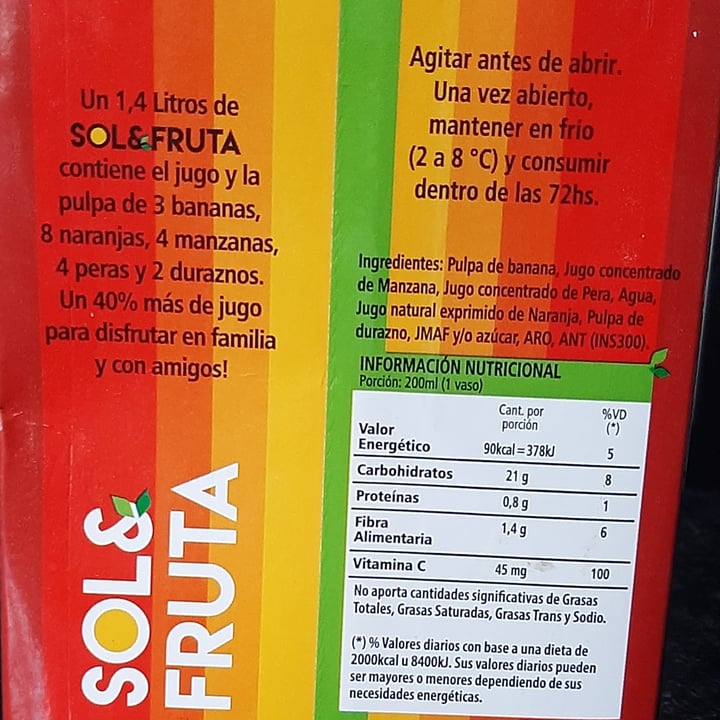 Un 1,4 Litros de
SOL&FRUTA
contiene el jugo y la
pulpa de 3 bananas,
8 naranjas, 4 manzanas,
4 peras y 2 duraznos.
Un 40% más de jugo
para disfrutar en familia
y con amigos!
SOL&
FRUTA
Agitar antes de abrir.
Una vez abierto,
mantener en frío
(2 a 8 °C) y consumir
dentro de las 72hs.
Ingredientes: Pulpa de banana, Jugo concentrado
de Manzana, Jugo concentrado de Pera, Agua,
Jugo natural exprimido de Naranja, Pulpa de
durazno, JMAF y/o azúcar, ARO, ANT (INS300).
INFORMACIÓN NUTRICIONAL
Porción: 200ml (1 vaso)
Cant. por porción %VD (*)
Valor Energético 90kcal=378kJ 5
Carbohidratos 21 g 8
Proteínas 0,8 g 1
Fibra Alimentaria 1,4 g 6
Vitamina C 45 mg 100
No aporta cantidades significativas de Grasas
Totales, Grasas Saturadas, Grasas Trans y Sodio.
(*) % Valores diarios con base a una dieta de
2000kcal u 8400kJ. Sus valores diarios pueden
ser mayores o menores dependiendo de sus
necesidades energéticas.